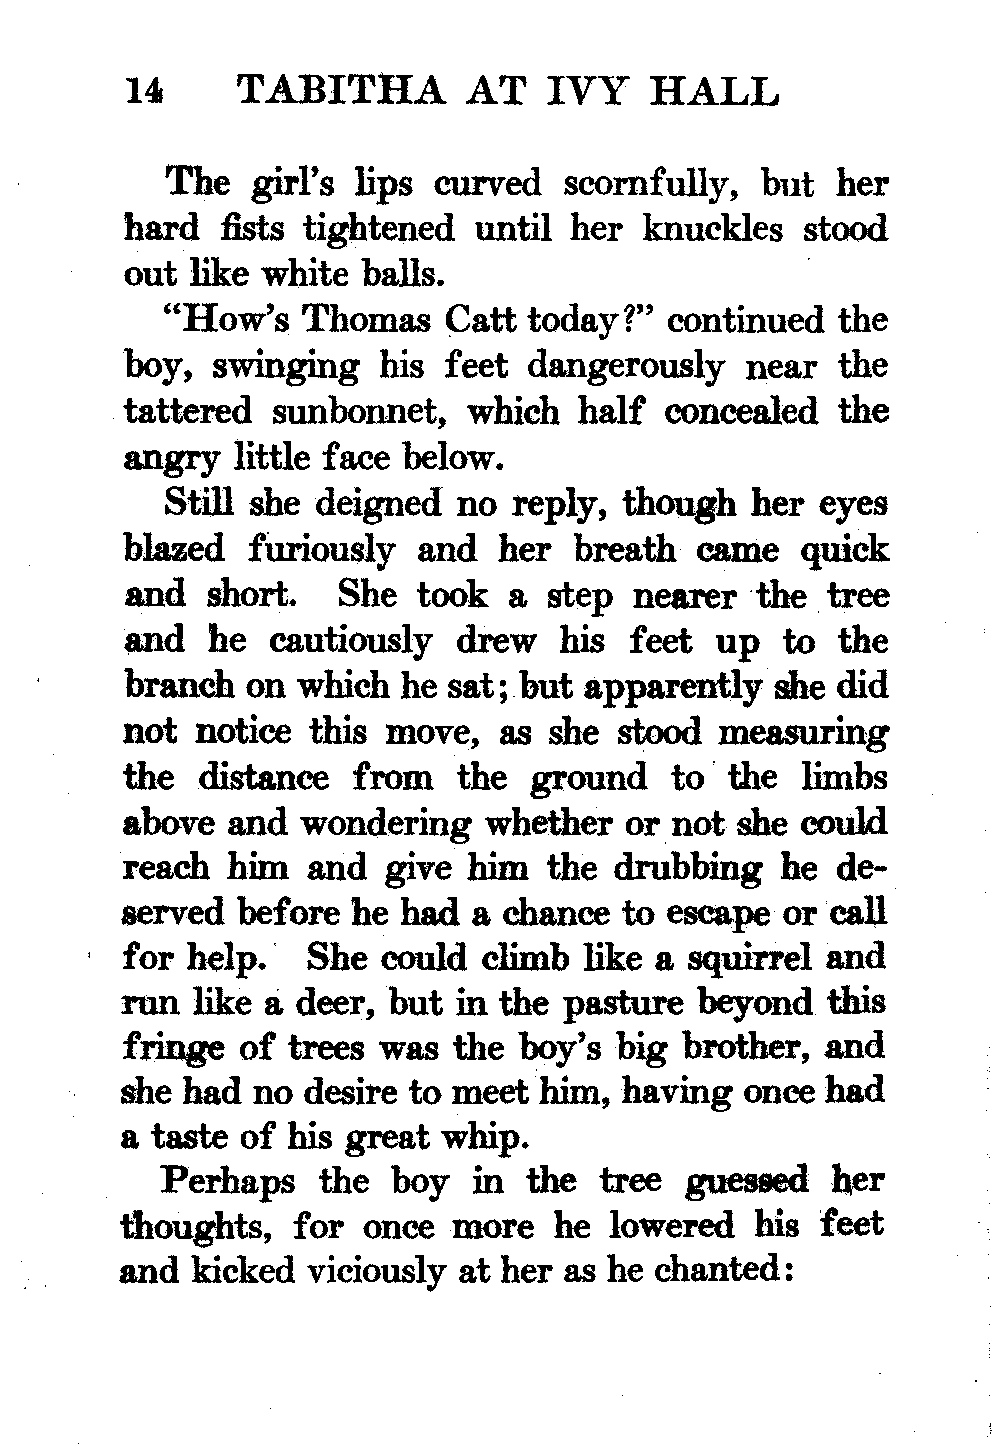 14 TABITHA AT IVY HALL
The girl's lips curved scornfully, but her
hard fists tightened until her knuckles stood
out like white balls.
“How's Thomas Catt today?” continued the
boy, swinging his feet dangerously near the
tattered sunbonnet, which half concealed the
angry little face below.
Still she deigned no reply, though her eyes
blazed furiously and her breath came quick
and short. She took a step nearer the tree
and he cautiously drew his feet up to the
branch on which he sat; but apparently she did
not notice this move, as she stood measuring
the distance from the ground to the limbs
above and wondering whether or not she could
reach him and give him the drubbing he de-
served before he had a chance to escape or call
for help. She could climb like a squirrel and
run like a deer, but in the pasture beyond this
fringe of trees was the boy's big brother, and
she had no desire to meet him, having once had
a taste of his great whip.
Perhaps the boy in the tree guessed her
thoughts, for once more he lowered his feet
and kicked viciously at her as he chanted: